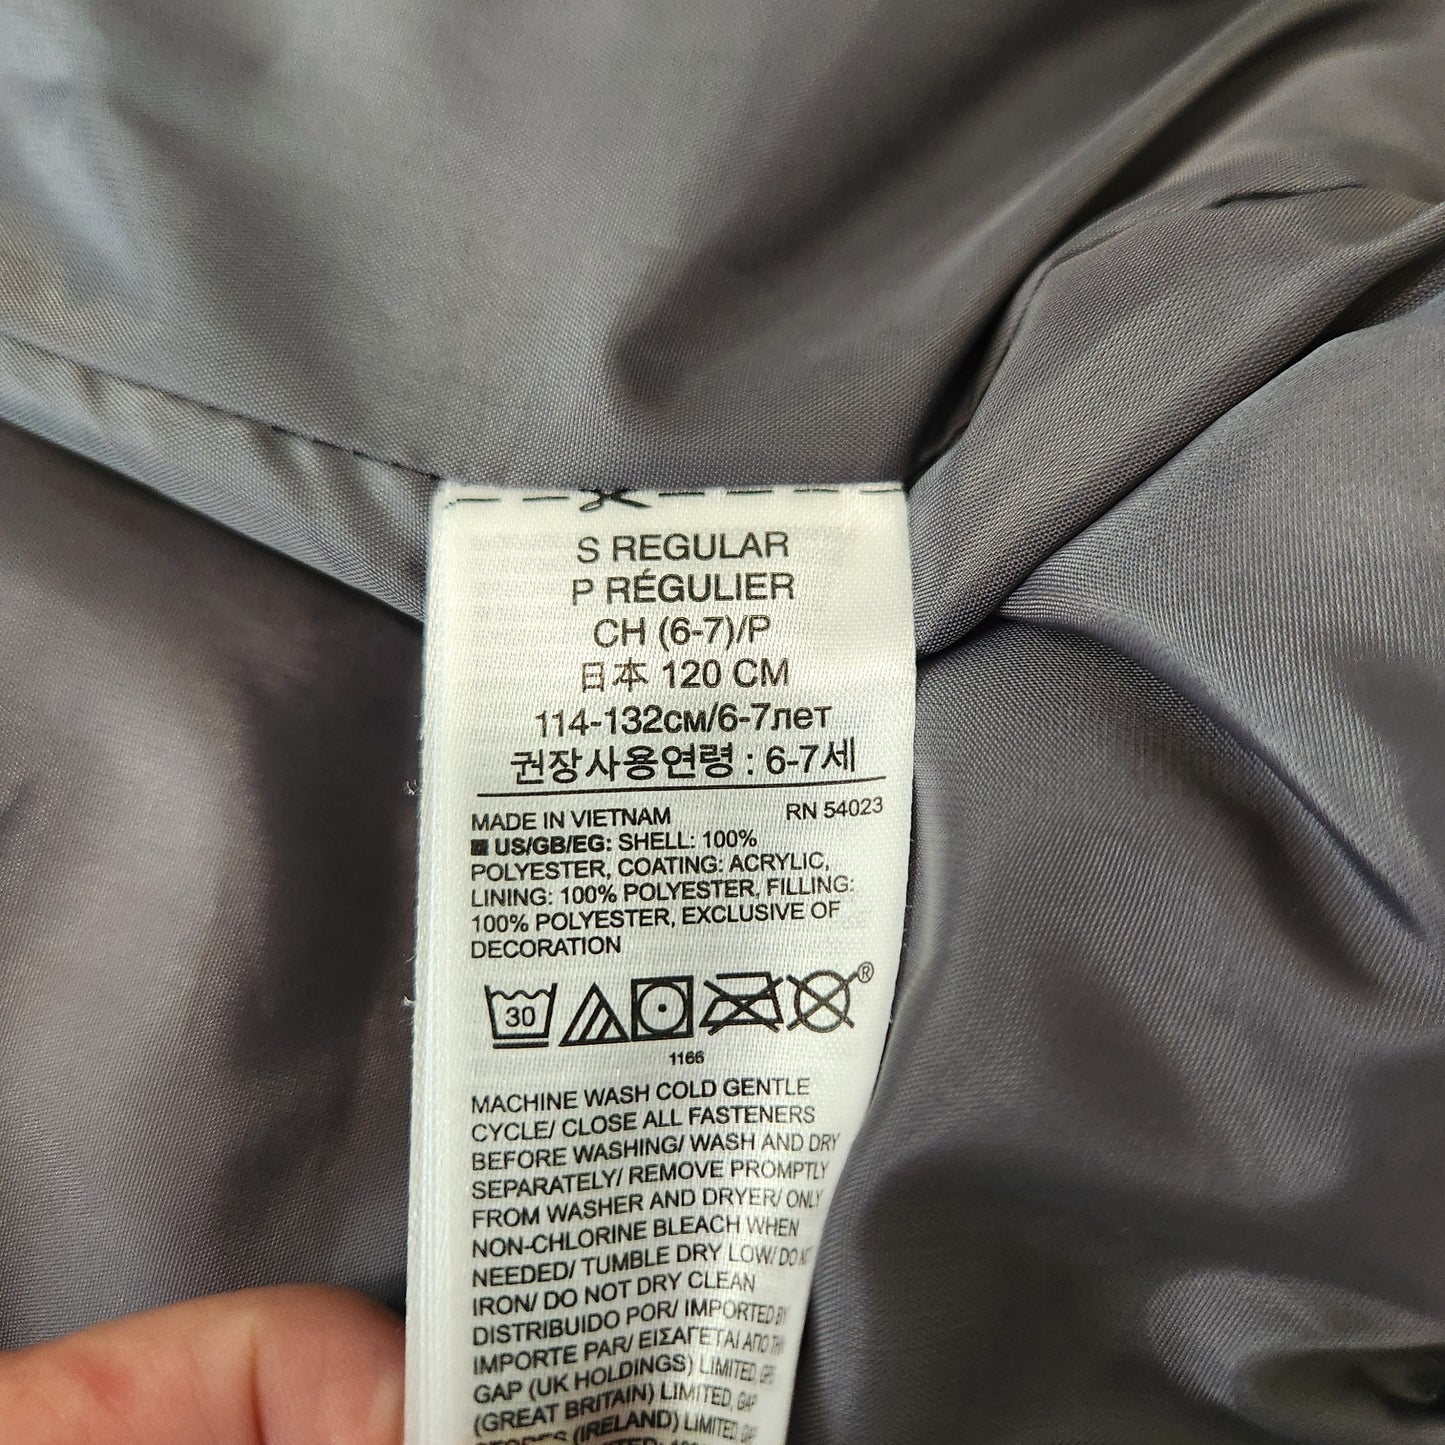 S REGULAR
P RÉGULIER
CH (6-7)/P
日本 120 CM
114-132см/6-7лет
권장사용연령 : 6-7세
MADE IN VIETNAM RN 54023
US/GB/EG: SHELL: 100%
POLYESTER, COATING: ACRYLIC,
LINING: 100% POLYESTER, FILLING:
100% POLYESTER, EXCLUSIVE OF
DECORATION
30
®
1166
MACHINE WASH COLD GENTLE
CYCLE/ CLOSE ALL FASTENERS
BEFORE WASHING/ WASH AND DRY
SEPARATELY/ REMOVE PROMPTLY
FROM WASHER AND DRYER/ ONLY
NON-CHLORINE BLEACH WHEN
NEEDED/ TUMBLE DRY LOW/ DO NOT
IRON/ DO NOT DRY CLEAN
DISTRIBUIDO POR/ IMPORTED BY
IMPORTE PAR/ ΕΙΣΑΓΕΤΑΙ ΑΠΟ ΤΗΝ
GAP (UK HOLDINGS) LIMITED, GPS
(GREAT BRITAIN) LIMITED, GAP
STORES (IRELAND) LIMITED, GAP